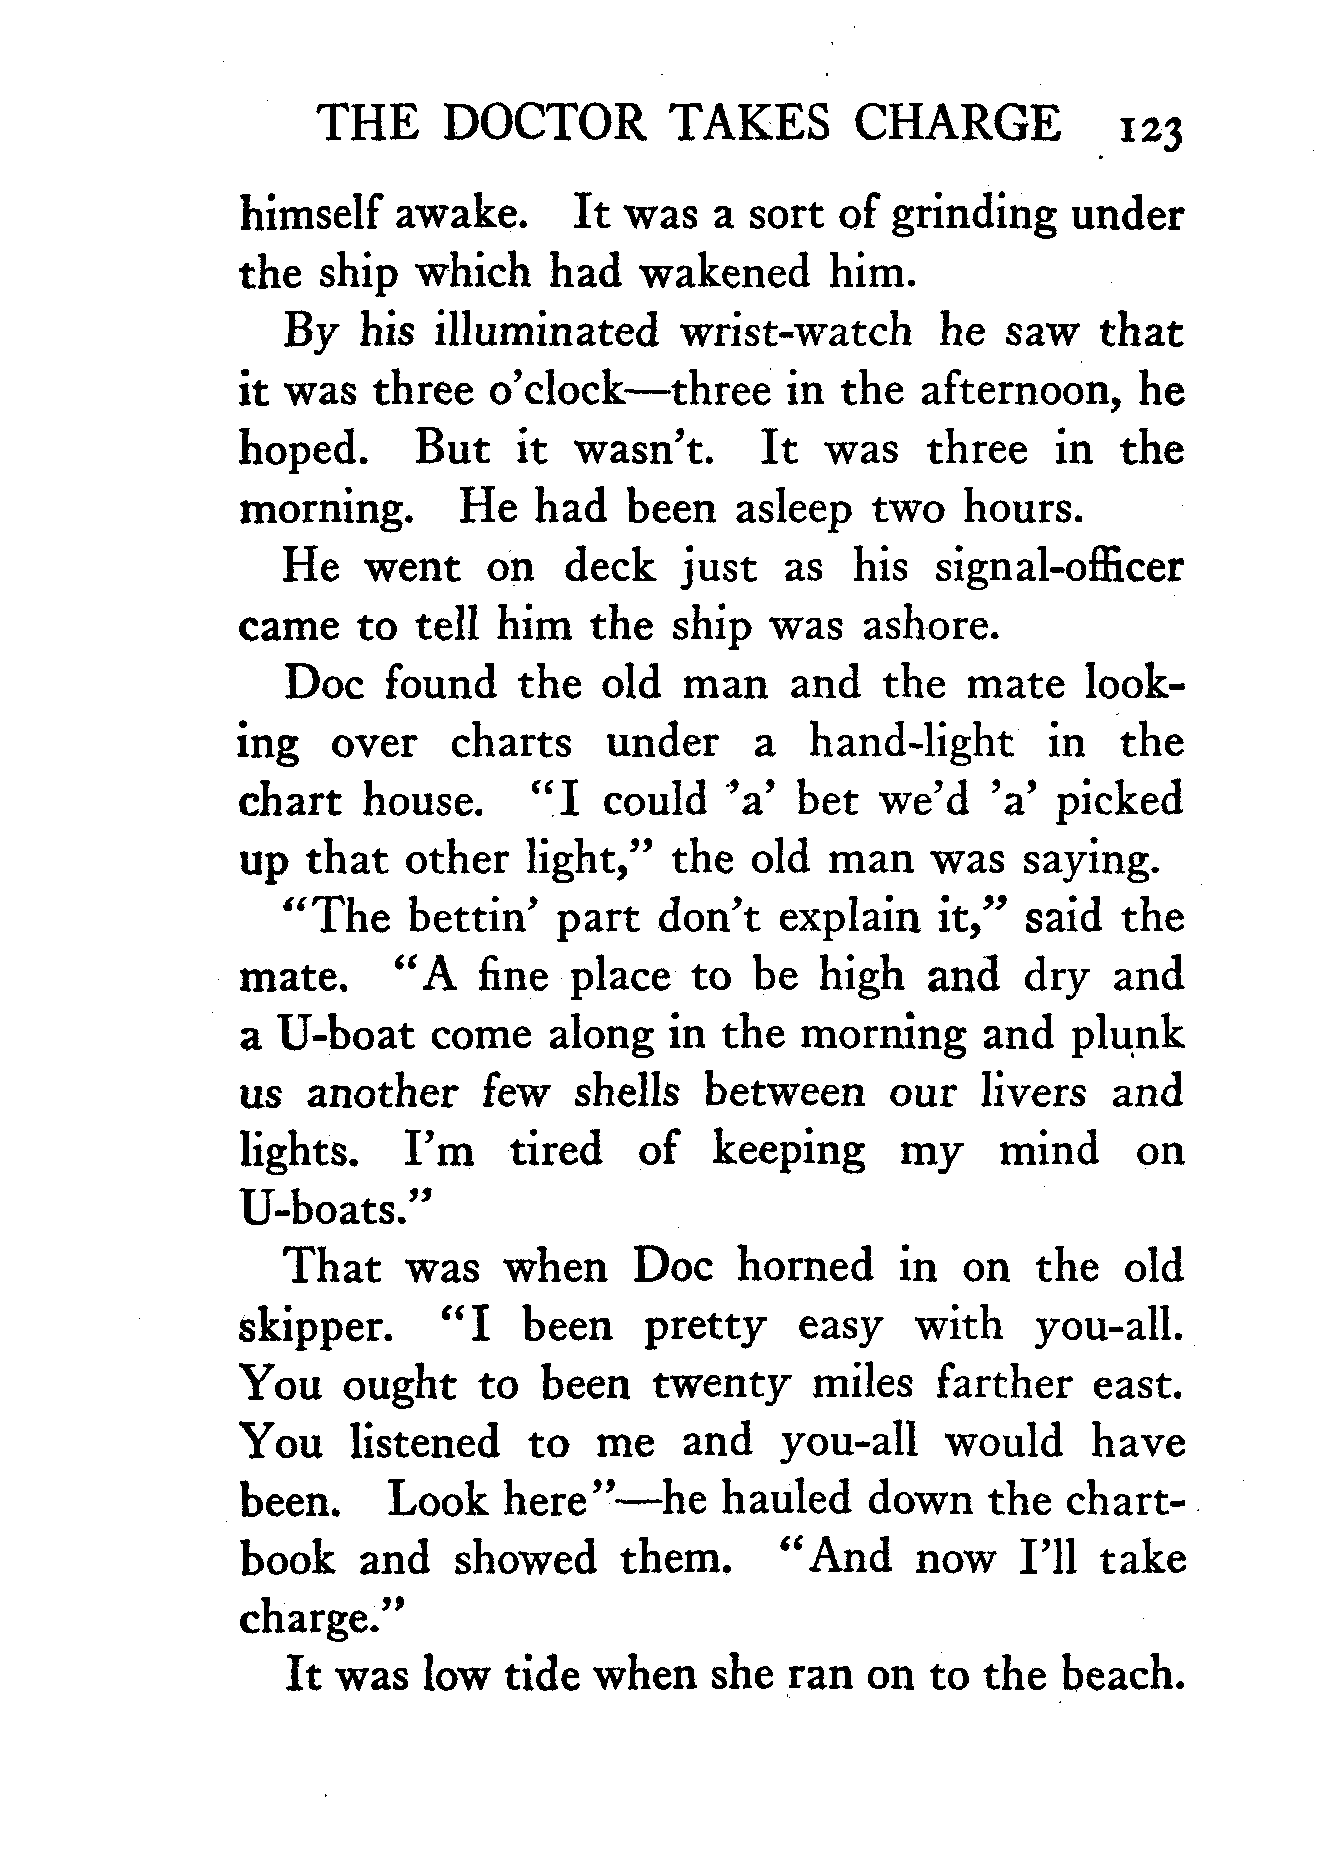 THE DOCTOR TAKES CHARGE 123
himself awake. It was a sort of grinding under
the ship which had wakened him.
By his illuminated wrist-watch he saw that
it was three o'clock—three in the afternoon, he
hoped. But it wasn't. It was three in the
morning. He had been asleep two hours.
He went on deck just as his signal-officer
came to tell him the ship was ashore.
Doc found the old man and the mate look-
ing over charts under a hand-light in the
chart house. "I could 'a' bet we'd 'a' picked
up that other light," the old man was saying.
"The bettin' part don't explain it," said the
mate. "A fine place to be high and dry and
a U-boat come along in the morning and plunk
us another few shells between our livers and
lights. I'm tired of keeping my mind on
U-boats."
That was when Doc horned in on the old
skipper. "I been pretty easy with you-all.
You ought to been twenty miles farther east.
You listened to me and you-all would have
been. Look here"—he hauled down the chart-
book and showed them. "And now I'll take
charge."
It was low tide when she ran on to the beach.